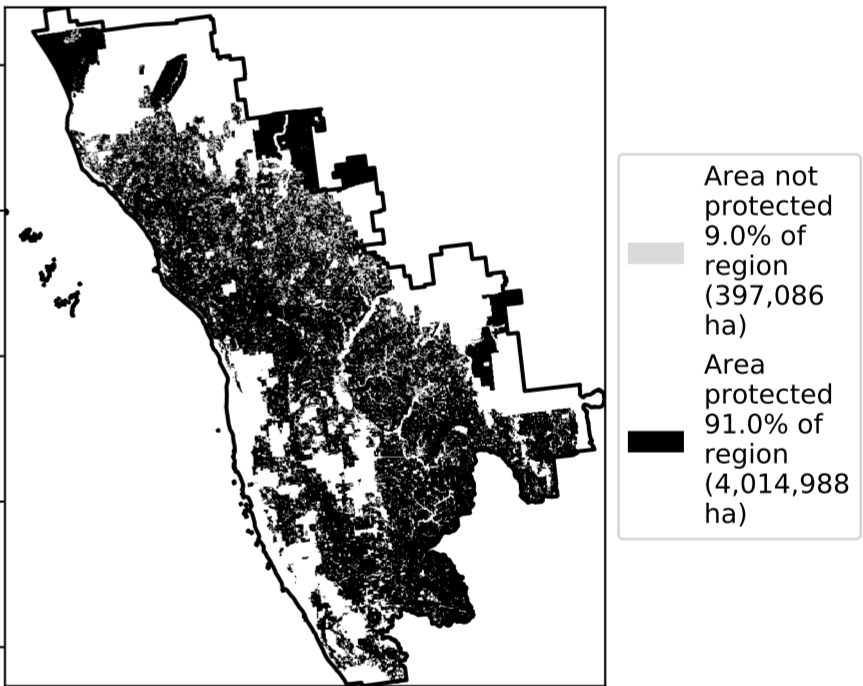 Area not
protected
9.0% of
region
(397,086
ha)
Area
protected
91.0% of
region
(4,014,988
ha)